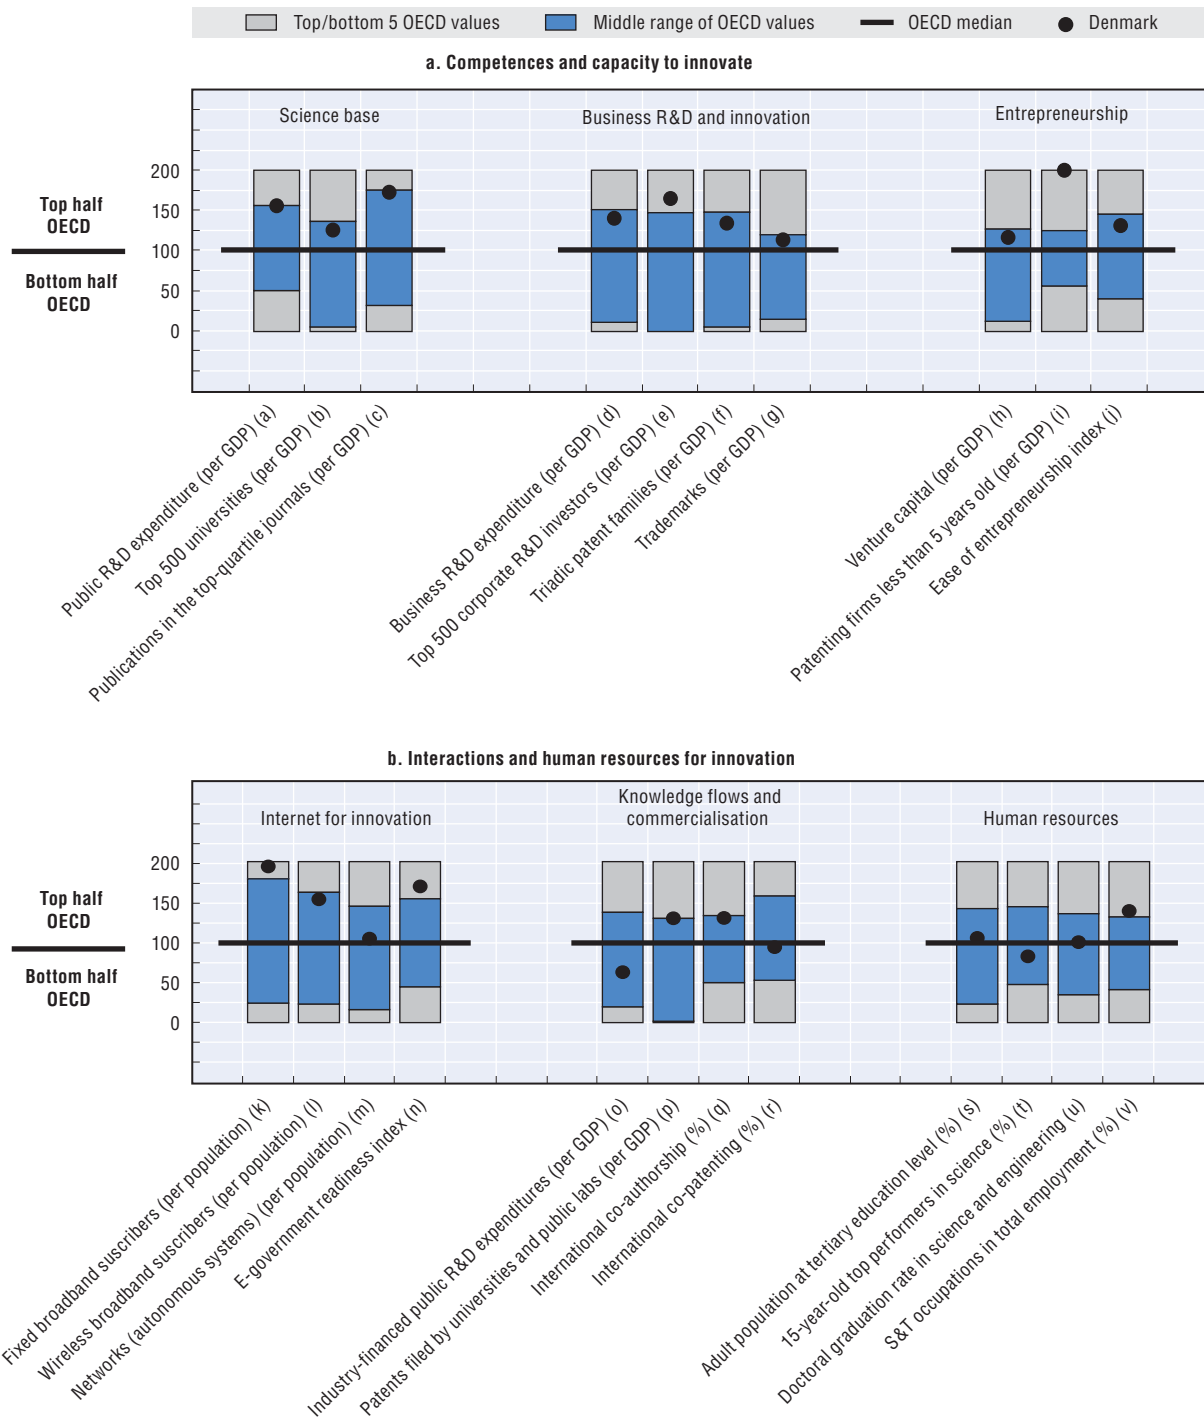 Top/bottom 5 OECD values Middle range of OECD values OECD median Denmark
a. Competences and capacity to innovate
Science base Business R&D and innovation Entrepreneurship
200
150
100
50
0
Top half
OECD
Bottom half
OECD
Public R&D expenditure (per GDP) (a)
Top 500 universities (per GDP) (b)
Publications in the top-quartile journals (per GDP) (c)
Business R&D expenditure (per GDP) (d)
Top 500 corporate R&D investors (per GDP) (e)
Triadic patent families (per GDP) (f)
Trademarks (per GDP) (g)
Venture capital (per GDP) (h)
Patenting firms less than 5 years old (per GDP) (i)
Ease of entrepreneurship index (j)
b. Interactions and human resources for innovation
Internet for innovation
Knowledge flows and
commercialisation
Human resources
200
150
100
50
0
Top half
OECD
Bottom half
OECD
Fixed broadband suscribers (per population) (k)
Wireless broadband suscribers (per population) (l)
Networks (autonomous systems) (per population) (m)
E-government readiness index (n)
Industry-financed public R&D expenditures (per GDP) (o)
Patents filed by universities and public labs (per GDP) (p)
International co-authorship (%) (q)
International co-patenting (%) (r)
Adult population at tertiary education level (%) (s)
15-year-old top performers in science (%) (t)
Doctoral graduation rate in science and engineering (u)
S&T occupations in total employment (%) (v)